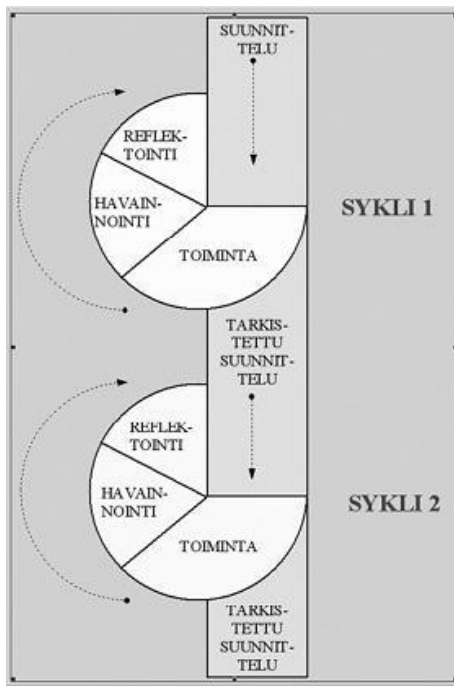 SUUNNIT-
TELU
REFLEK-
TOINTI
HAVAIN-
NOINTI
TOIMINTA
SYKLI 1
TARKIS-
TETTU
SUUNNIT-
TELU
REFLEK-
TOINTI
HAVAIN-
NOINTI
TOIMINTA
SYKLI 2
TARKIS-
TETTU
SUUNNIT-
TELU